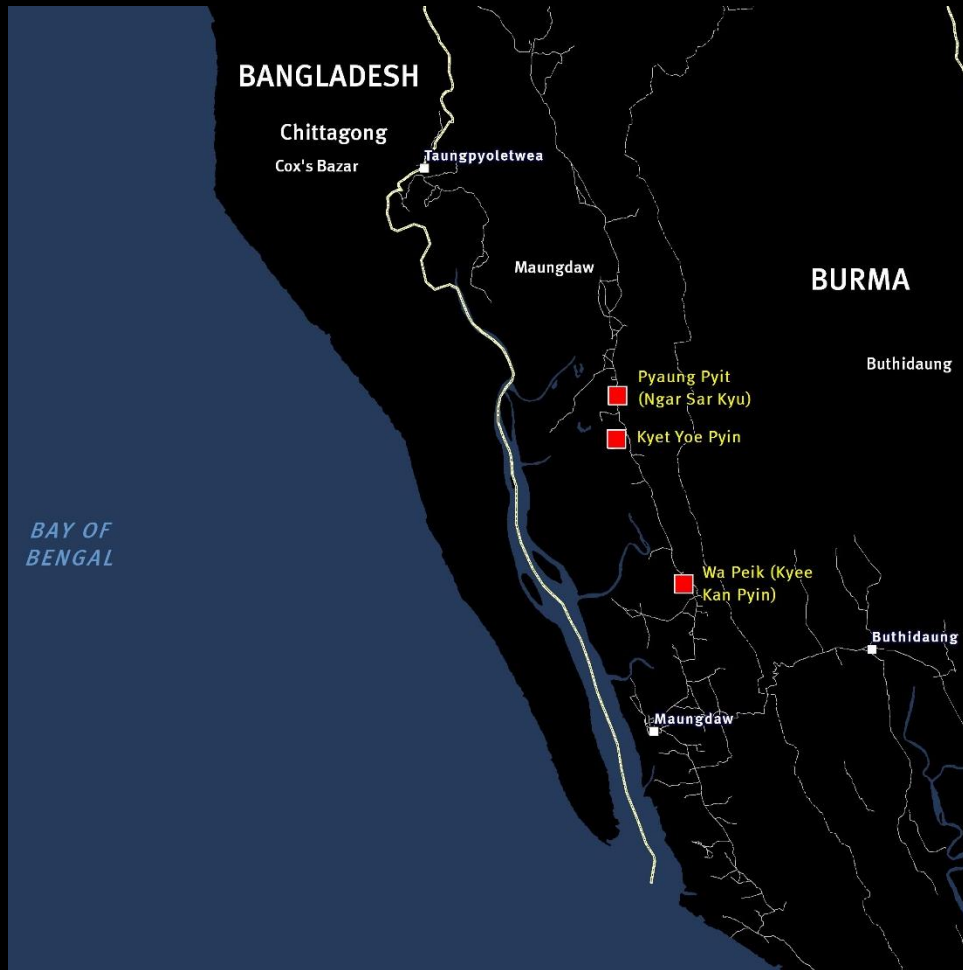 BANGLADESH
Chittagong
Cox's Bazar
Taungpyoletwea
Maungdaw
BURMA
Buthidaung
Pyaung Pyit
(Ngar Sar Kyu)
Kyet Yoe Pyin
BAY OF
BENGAL
Wa Peik (Kyee
Kan Pyin)
Buthidaung
Maungdaw